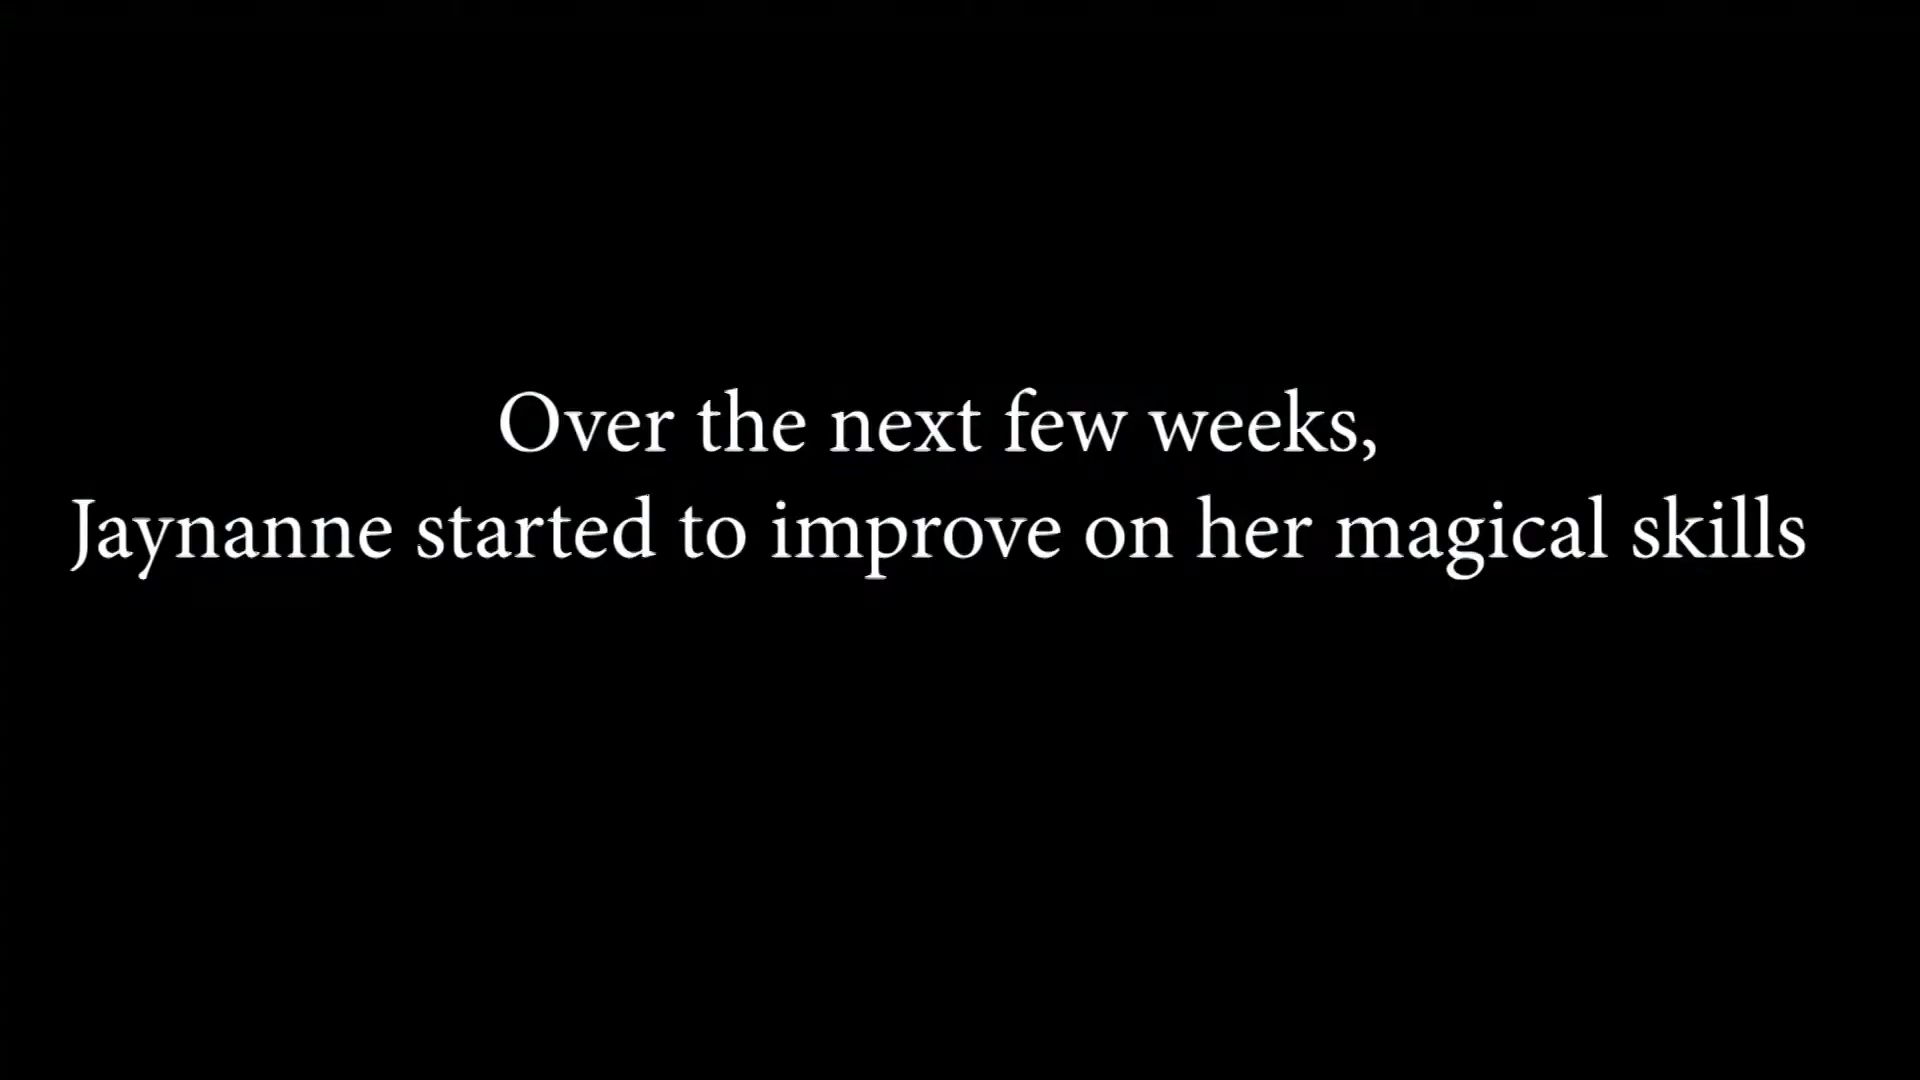 Over the next few weeks,
Jaynanne started to improve on her magical skills